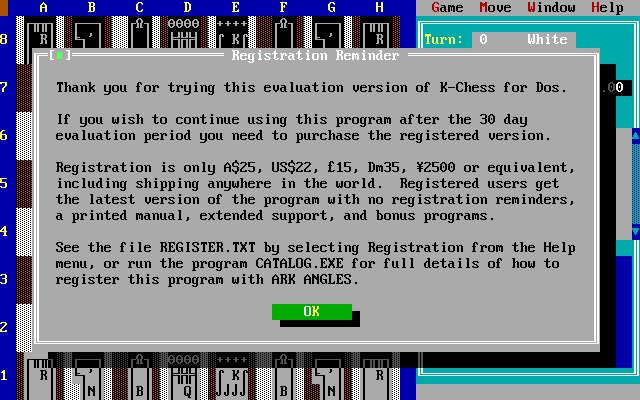 A B C D E F G H Game Move Window Help
8 Turn: 0 White
R R
[ ] Registration Reminder
7 Thank you for trying this evaluation version of K-Chess for Dos. .00
If you wish to continue using this program after the 30 day
6 evaluation period you need to purchase the registered version.
Registration is only A$25, US$22, £15, Dm35, ¥2500 or equivalent,
5 including shipping anywhere in the world. Registered users get
the latest version of the program with no registration reminders,
a printed manual, extended support, and bonus programs.
4
See the file REGISTER.TXT by selecting Registration from the Help
menu, or run the program CATALOG.EXE for full details of how to
3 register this program with ARK ANGLES.
OK
2
1 R N B Q K B N R